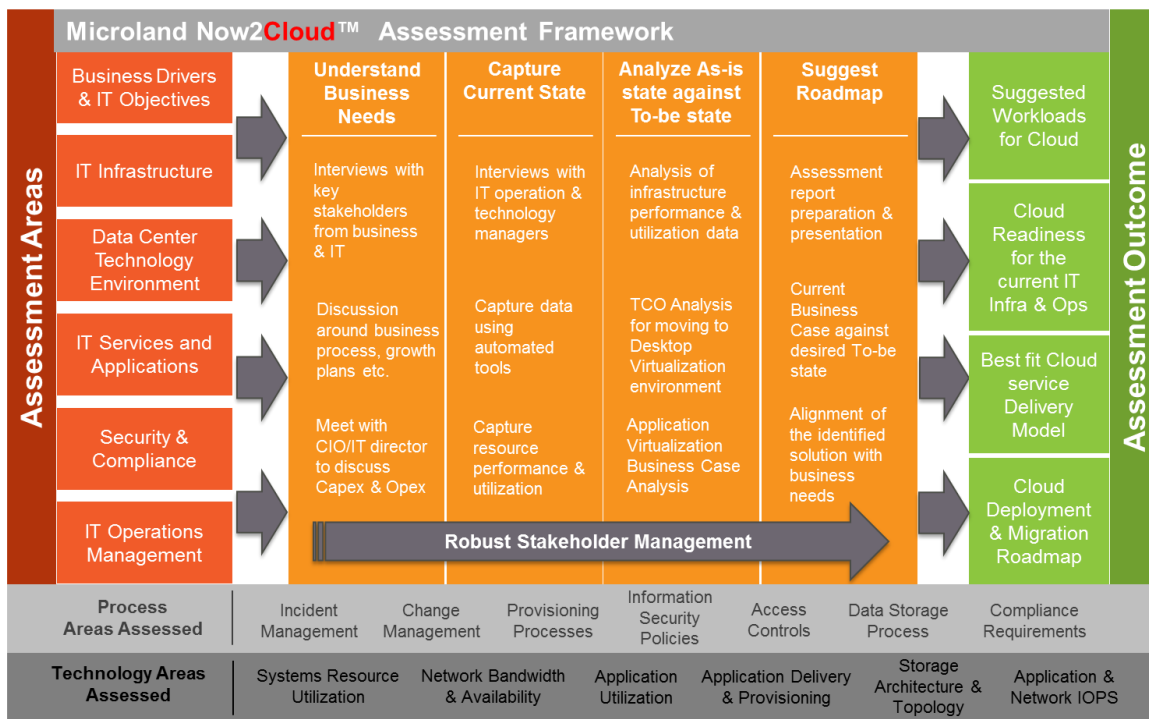 Microland Now2Cloud™ Assessment Framework
Assessment Areas
Business Drivers
& IT Objectives
IT Infrastructure
Data Center
Technology
Environment
IT Services and
Applications
Security &
Compliance
IT Operations
Management
Understand
Business
Needs
Interviews with
key
stakeholders
from business
& IT
Discussion
around business
process, growth
plans etc.
Meet with
CIO/IT director
to discuss
Capex & Opex
Capture
Current State
Interviews with
IT operation &
technology
managers
Capture data
using
automated
tools
Capture
resource
performance &
utilization
Analyze As-is
state against
To-be state
Analysis of
infrastructure
performance &
utilization data
TCO Analysis
for moving to
Desktop
Virtualization
environment
Application
Virtualization
Business Case
Analysis
Suggest
Roadmap
Assessment
report
preparation &
presentation
Current
Business
Case against
desired To-be
state
Alignment of
the identified
solution with
business
needs
Robust Stakeholder Management
Suggested
Workloads
for Cloud
Cloud
Readiness
for the
current IT
Infra & Ops
Best fit Cloud
service
Delivery
Model
Cloud
Deployment
& Migration
Roadmap
Assessment Outcome
Process
Areas Assessed
Incident
Management
Change
Management
Provisioning
Processes
Information
Security
Policies
Access
Controls
Data Storage
Process
Compliance
Requirements
Technology Areas
Assessed
Systems Resource
Utilization
Network Bandwidth
& Availability
Application
Utilization
Application Delivery
& Provisioning
Storage
Architecture &
Topology
Application &
Network IOPS